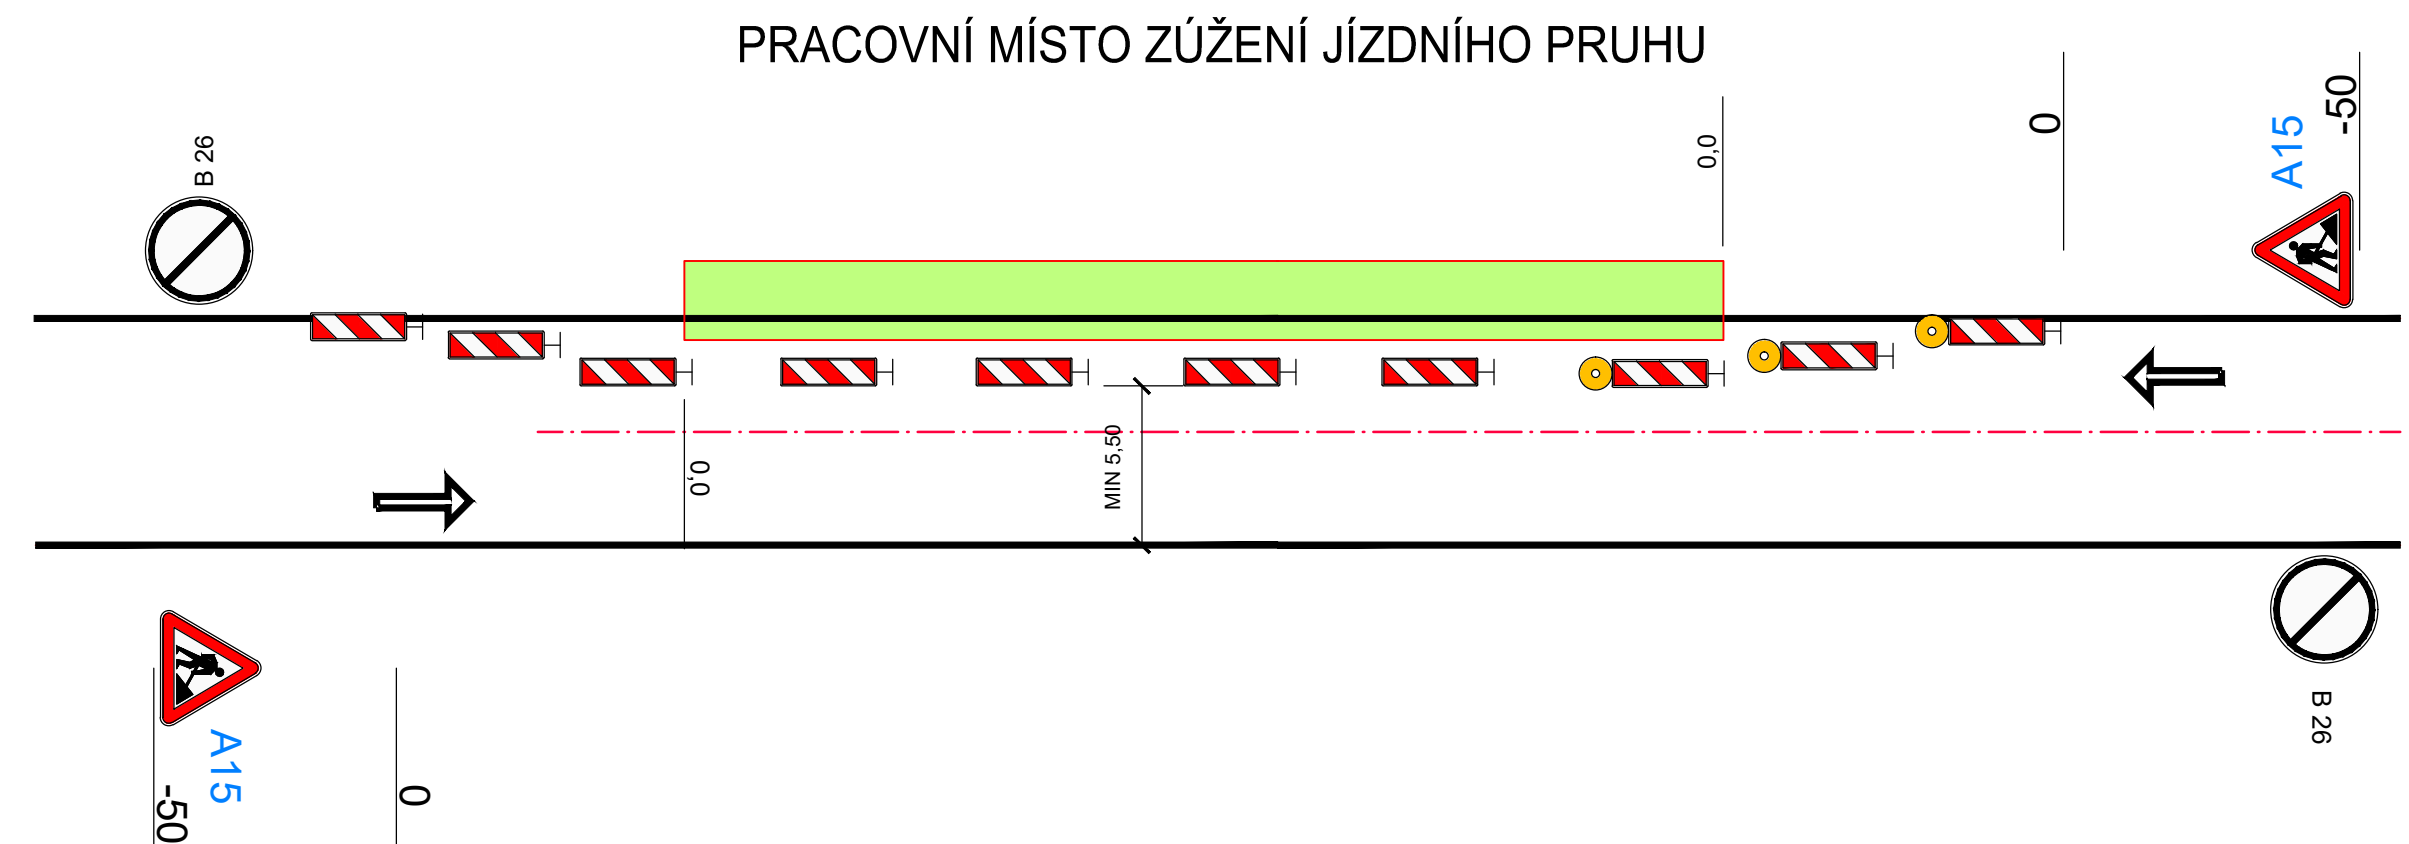 PRACOVNÍ MÍSTO ZÚŽENÍ JÍZDNÍHO PRUHU
B 26
0,0
0
A15
-50
0,0
MIN 5,50
A15
-50
0
B 26